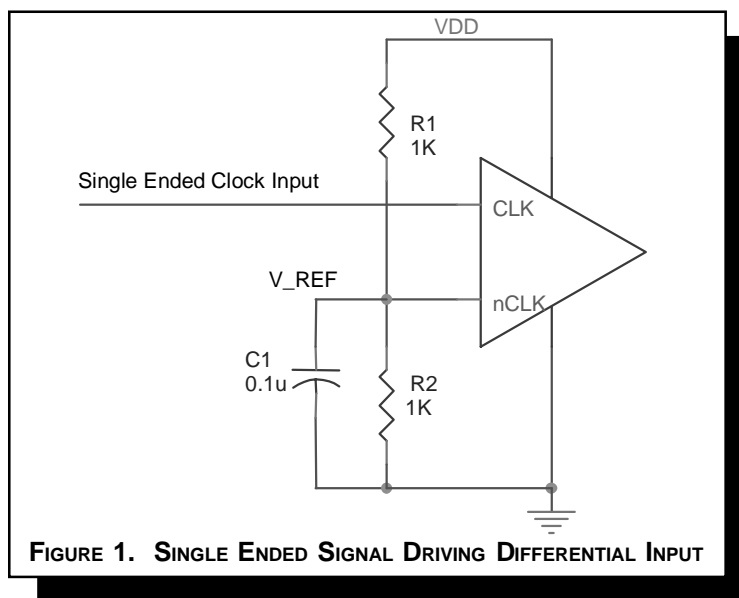 VDD
R1
1K
Single Ended Clock Input
CLK
V_REF
nCLK
C1
0.1u
R2
1K
FIGURE 1. SINGLE ENDED SIGNAL DRIVING DIFFERENTIAL INPUT